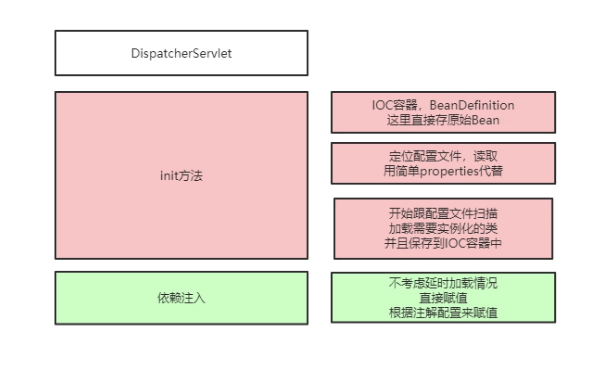 DispatcherServlet
init方法
IOC容器，BeanDefinition
这里直接存原始Bean
定位配置文件，读取
用简单properties代替
开始跟配置文件扫描
加载需要实例化的类
并且保存到IOC容器中
依赖注入
不考虑延时加载情况
直接赋值
根据注解配置来赋值